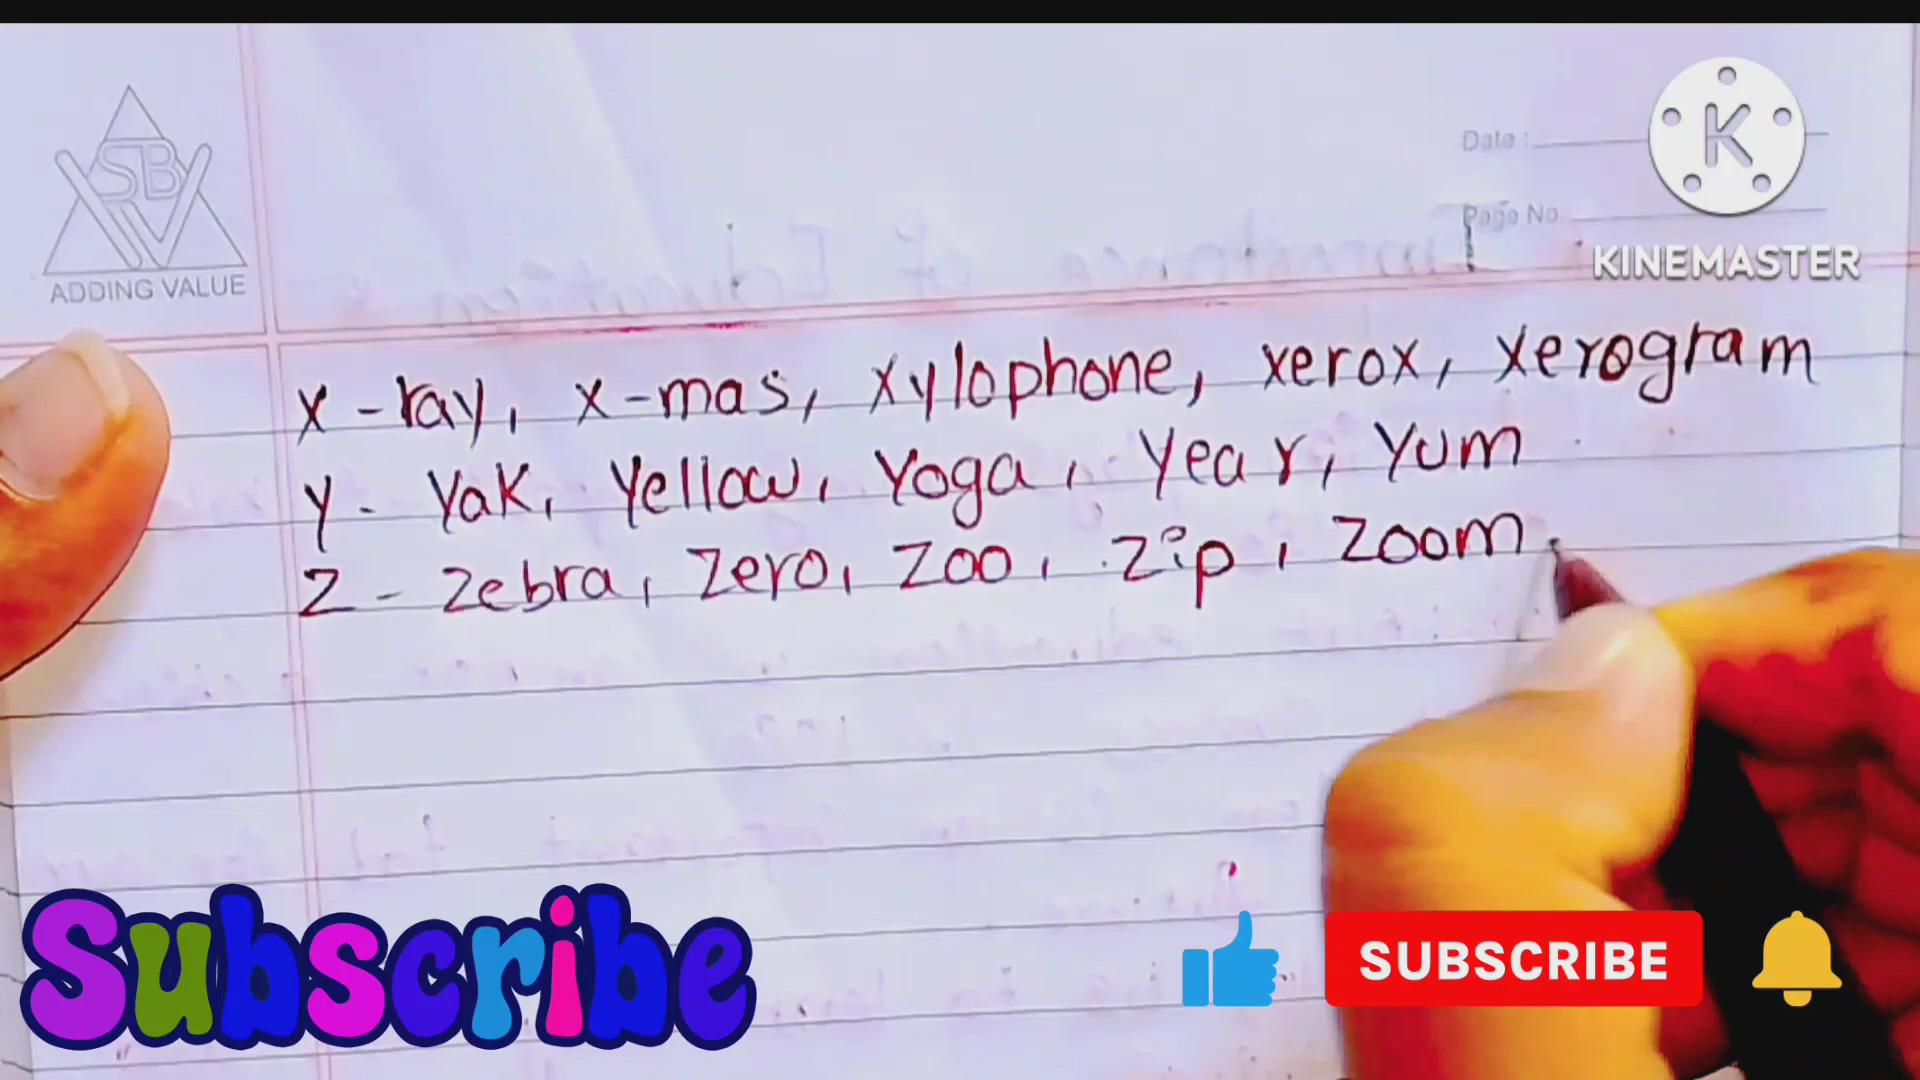 SBV
ADDING VALUE
Date :
Page No.
K
KINEMASTER
X - ray, X-mas, Xylophone, Xerox, Xerogram
Y - Yak, Yellow, Yoga, Year, Yum
Z - Zebra, Zero, Zoo, Zip, Zoom
Subscribe
SUBSCRIBE